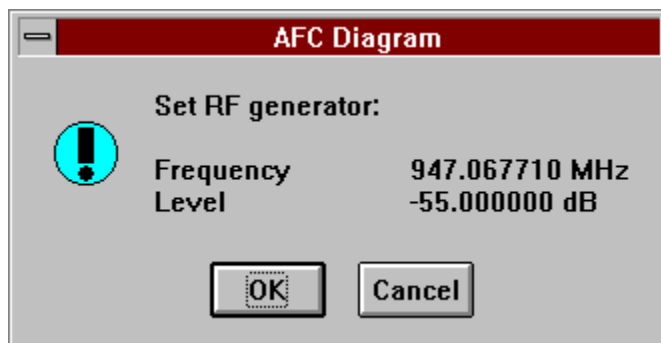 AFC Diagram
Set RF generator:
Frequency 947.067710 MHz
Level -55.000000 dB
OK Cancel